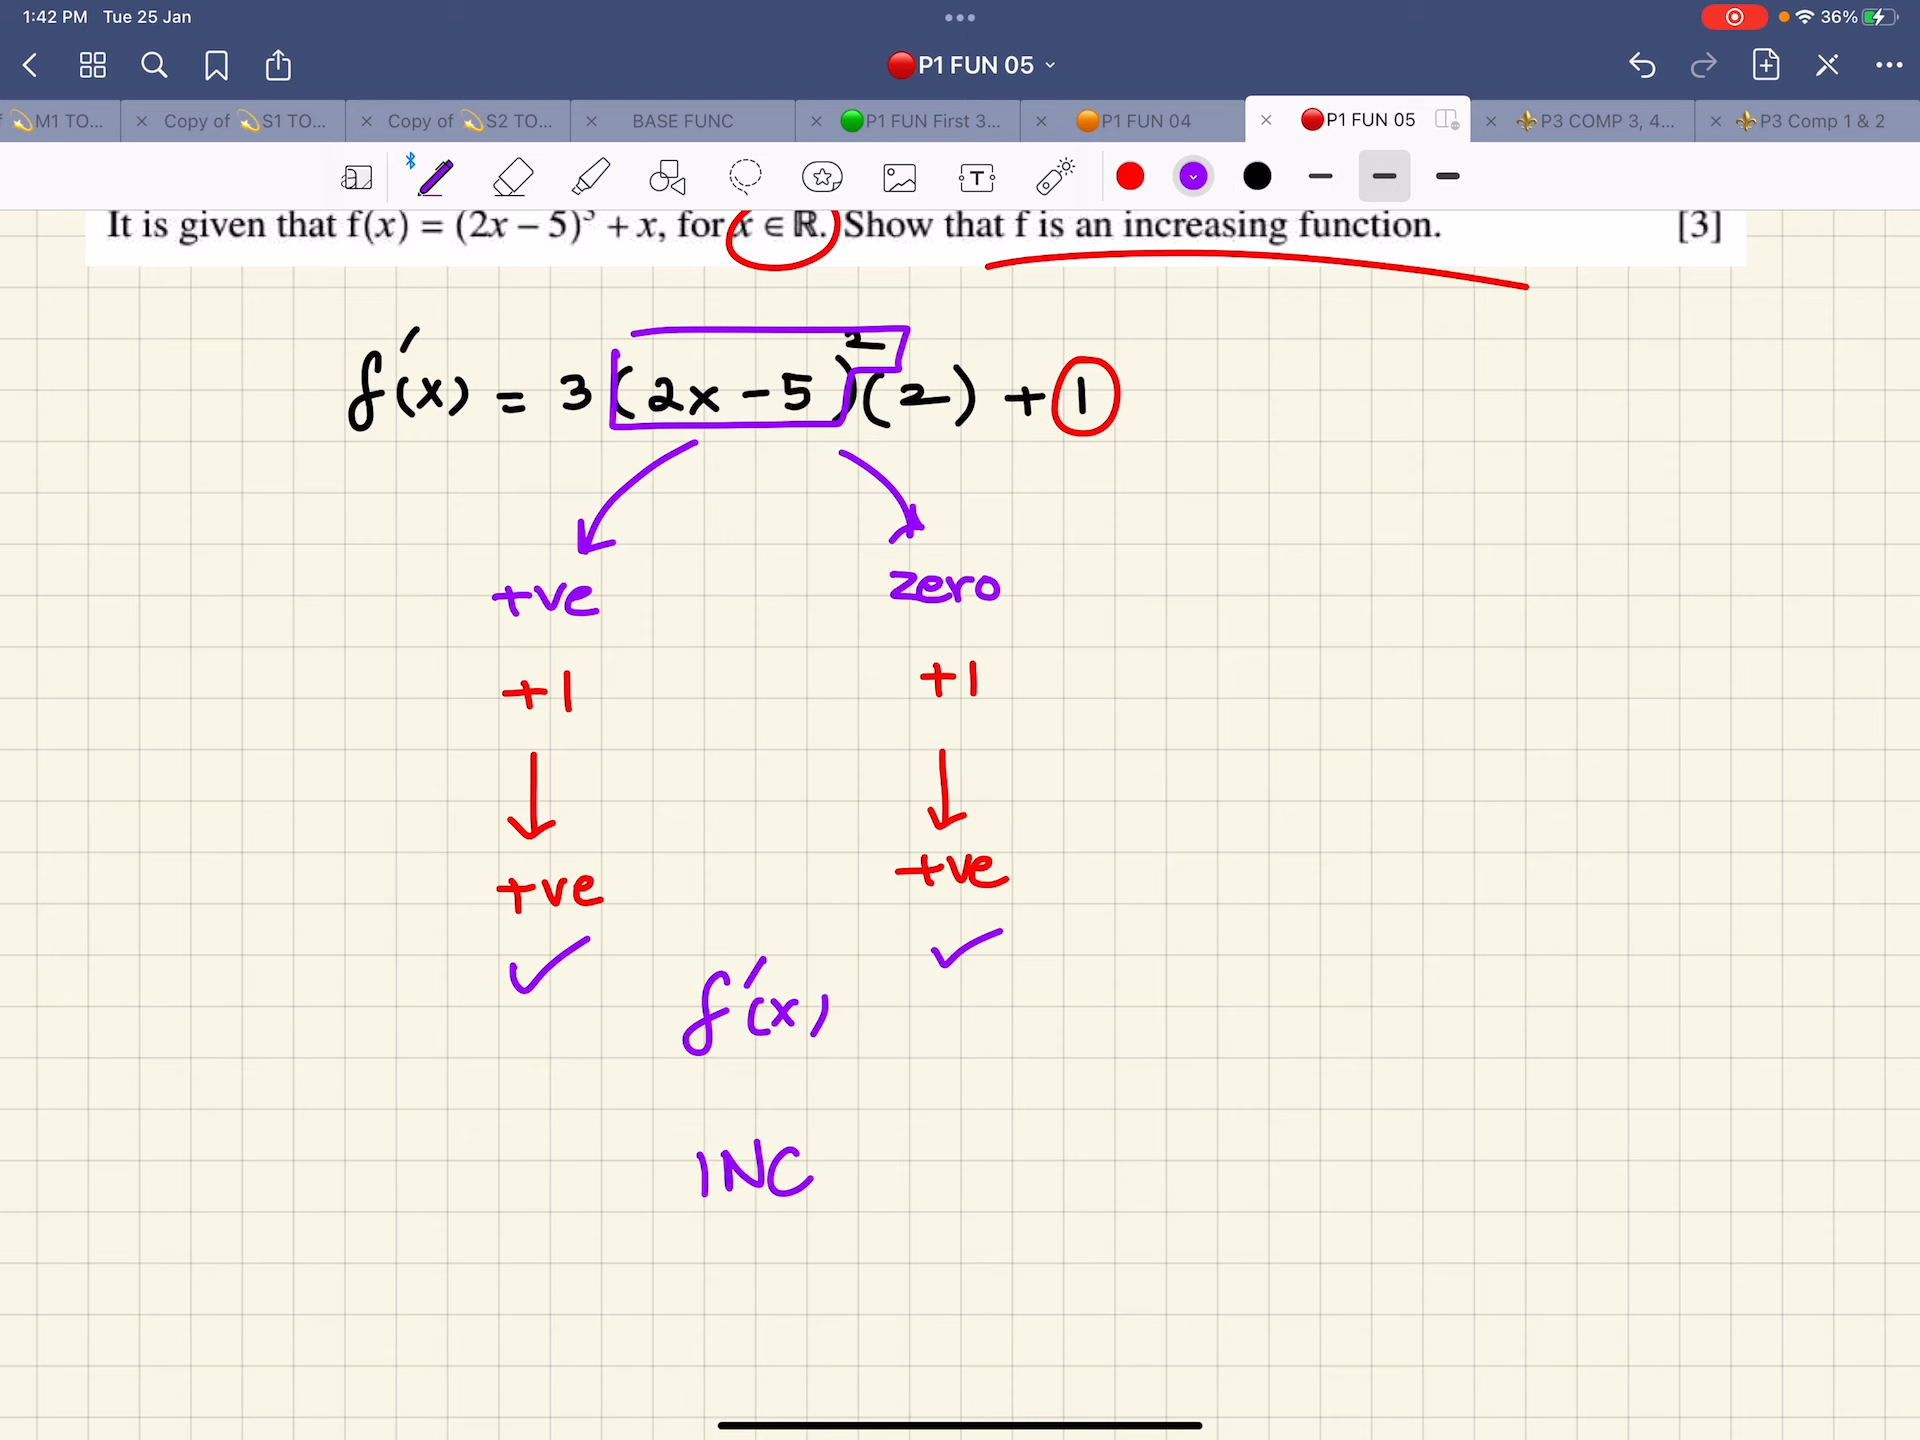 1:42 PM Tue 25 Jan
36%
P1 FUN 05
M1 TO... Copy of S1 TO... Copy of S2 TO... BASE FUNC P1 FUN First 3... P1 FUN 04 P1 FUN 05 P3 COMP 3, 4... P3 Comp 1 & 2
It is given that f(x) = (2x − 5)³ + x, for x ∈ ℝ. Show that f is an increasing function. [3]
f′(x) = 3(2x − 5)²(2) + 1
+ve zero
+1 +1
+ve +ve
f′(x)
INC